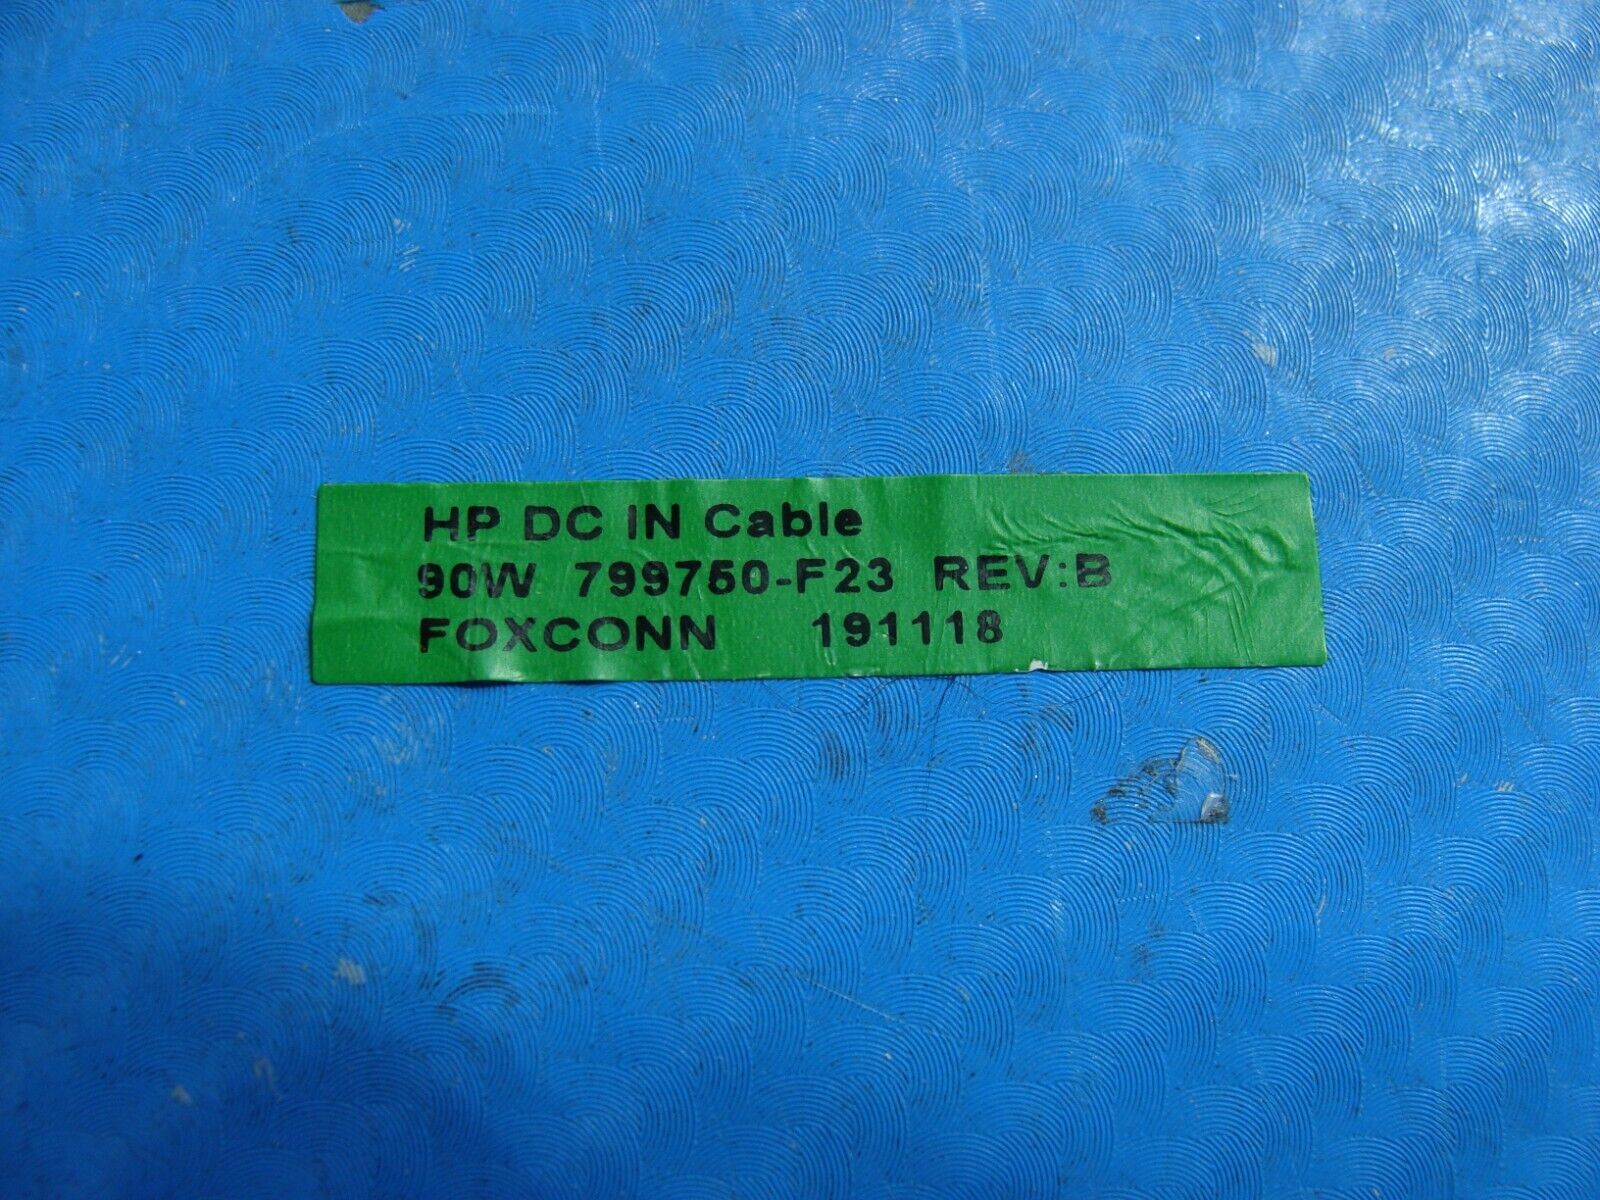 HP DC IN Cable
90W 799750-F23 REV:B
FOXCONN 191118